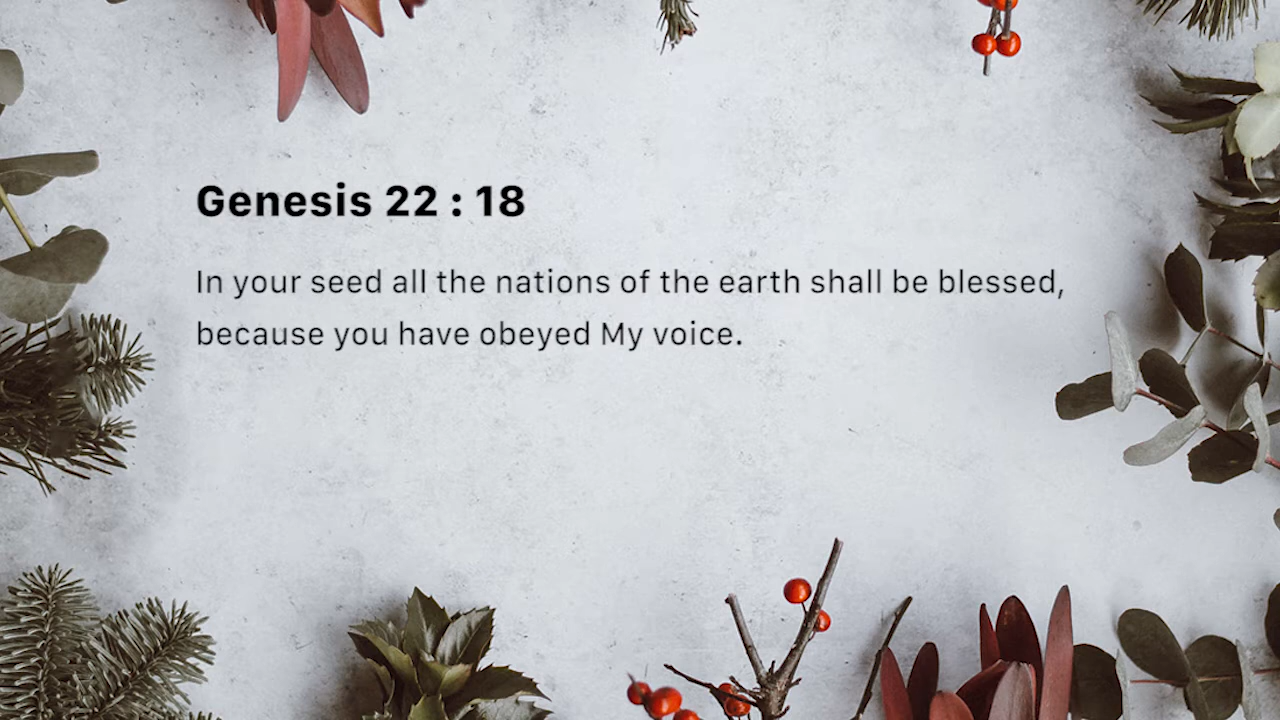 Genesis 22 : 18
In your seed all the nations of the earth shall be blessed,
because you have obeyed My voice.